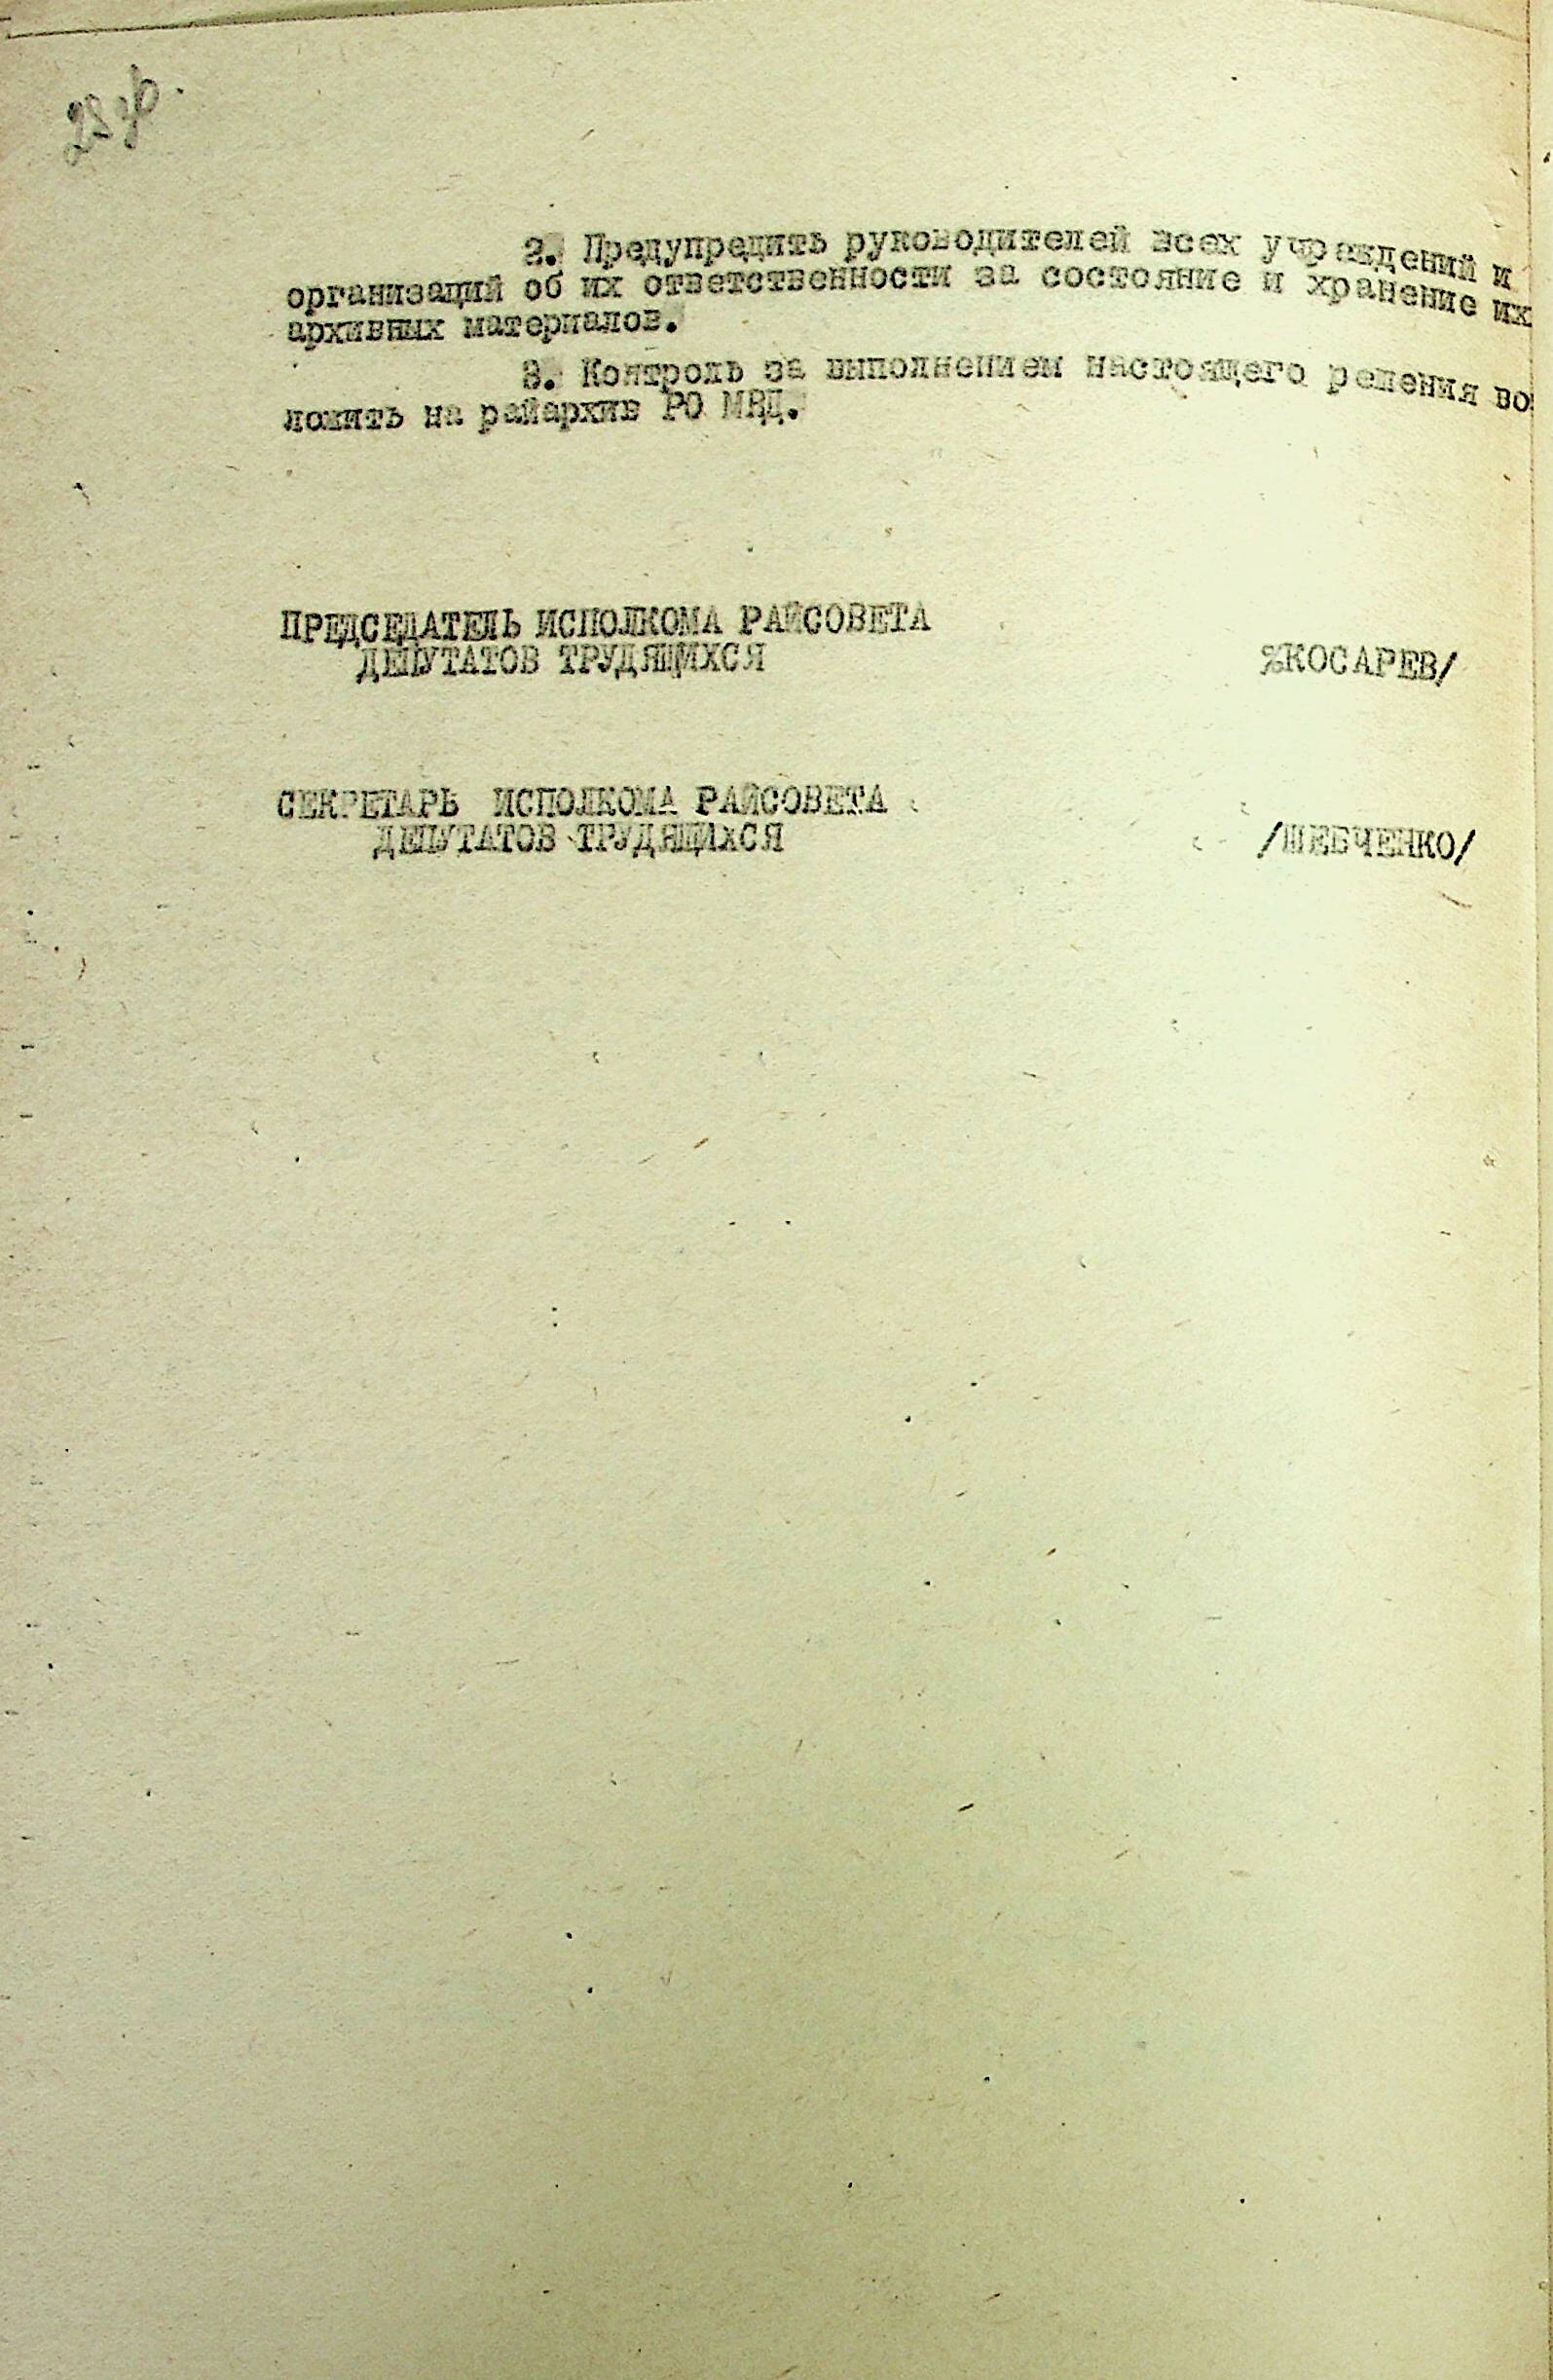 2. Предупредить руководителей всех учраждений и
организаций об их ответственности за состояние и хранение их
архивных материалов.
3. Контроль за выполнением настоящего решения воз
ложить на райархив РО МВД.
ПРЕДСЕДАТЕЛЬ ИСПОЛКОМА РАЙСОВЕТА
ДЕПУТАТОВ ТРУДЯЩИХСЯ %КОСАРЕВ/
СЕКРЕТАРЬ ИСПОЛКОМА РАЙСОВЕТА
ДЕПУТАТОВ ТРУДЯЩИХСЯ /ШЕВЧЕНКО/